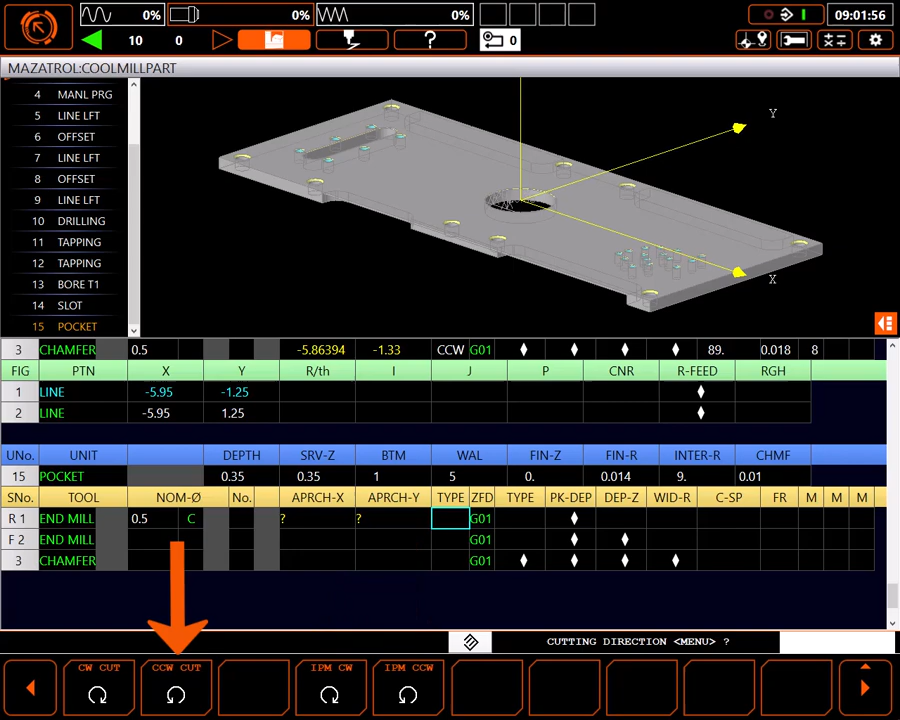 0% 0% 0% 09:01:56
10 0 ? 0
MAZATROL:COOLMILLPART
4 MANL PRG
5 LINE LFT
6 OFFSET
7 LINE LFT
8 OFFSET
9 LINE LFT
10 DRILLING
11 TAPPING
12 TAPPING
13 BORE T1
14 SLOT
15 POCKET
Y
X
3 CHAMFER 0.5 -5.86394 -1.33 CCW G01 ♦ ♦ ♦ ♦ 89. 0.018 8
FIG PTN X Y R/th I J P CNR R-FEED RGH
1 LINE -5.95 -1.25 ♦
2 LINE -5.95 1.25 ♦
UNo. UNIT DEPTH SRV-Z BTM WAL FIN-Z FIN-R INTER-R CHMF
15 POCKET 0.35 0.35 1 5 0. 0.014 9. 0.01
SNo. TOOL NOM-Ø No. APRCH-X APRCH-Y TYPE ZFD TYPE PK-DEP DEP-Z WID-R C-SP FR M M M
R 1 END MILL 0.5 C ? ? G01 ♦
F 2 END MILL G01 ♦ ♦
3 CHAMFER G01 ♦ ♦ ♦ ♦
CUTTING DIRECTION <MENU> ?
CW CUT CCW CUT IPM CW IPM CCW